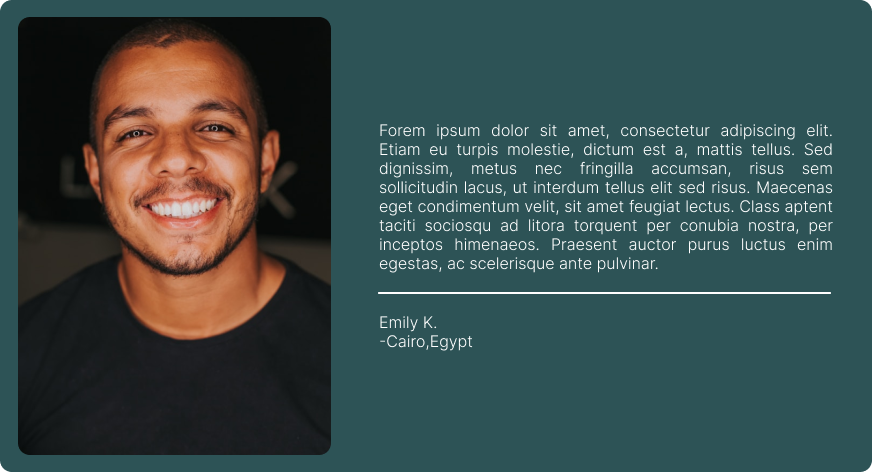 Forem ipsum dolor sit amet, consectetur adipiscing elit.
Etiam eu turpis molestie, dictum est a, mattis tellus. Sed
dignissim, metus nec fringilla accumsan, risus sem
sollicitudin lacus, ut interdum tellus elit sed risus. Maecenas
eget condimentum velit, sit amet feugiat lectus. Class aptent
taciti sociosqu ad litora torquent per conubia nostra, per
inceptos himenaeos. Praesent auctor purus luctus enim
egestas, ac scelerisque ante pulvinar.
Emily K.
-Cairo,Egypt